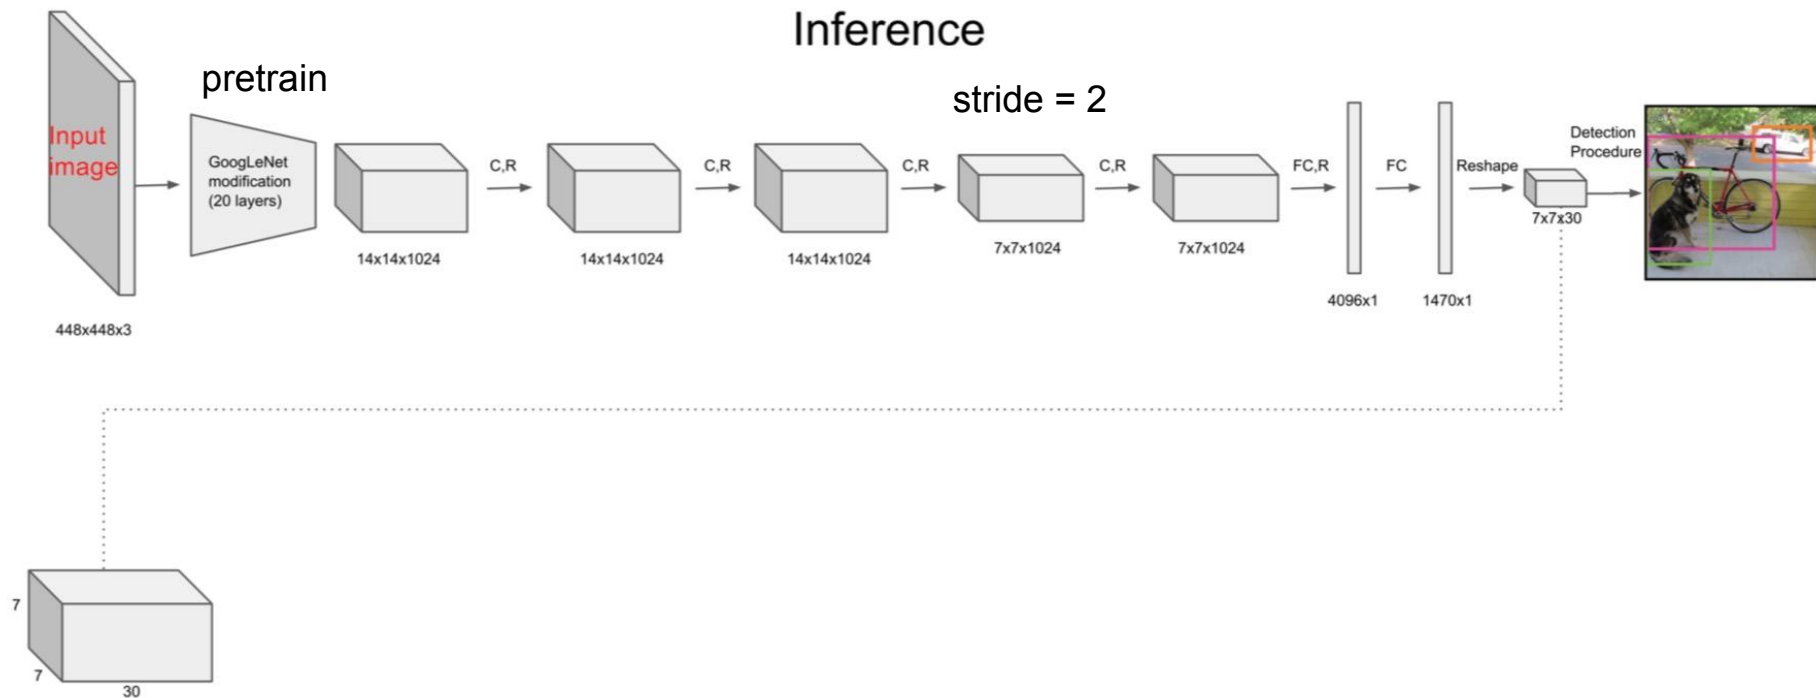 Inference
pretrain
stride = 2
Input
image
GoogLeNet
modification
(20 layers)
C,R
C,R
C,R
C,R
FC,R
FC
Reshape
Detection
Procedure
448x448x3
14x14x1024
14x14x1024
14x14x1024
7x7x1024
7x7x1024
4096x1
1470x1
7x7x30
7
7
30